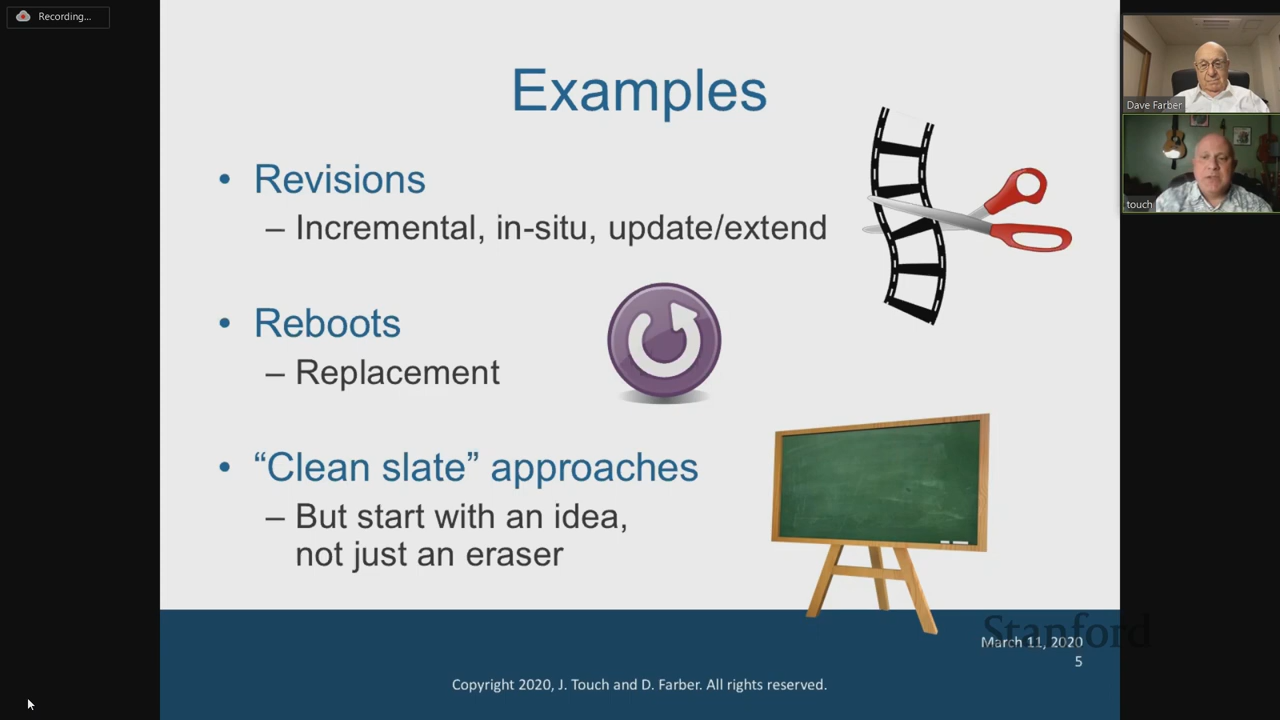 Recording...
Examples
• Revisions
– Incremental, in-situ, update/extend
• Reboots
– Replacement
• “Clean slate” approaches
– But start with an idea,
not just an eraser
Dave Farber
touch
Stanford
March 11, 2020
5
Copyright 2020, J. Touch and D. Farber. All rights reserved.